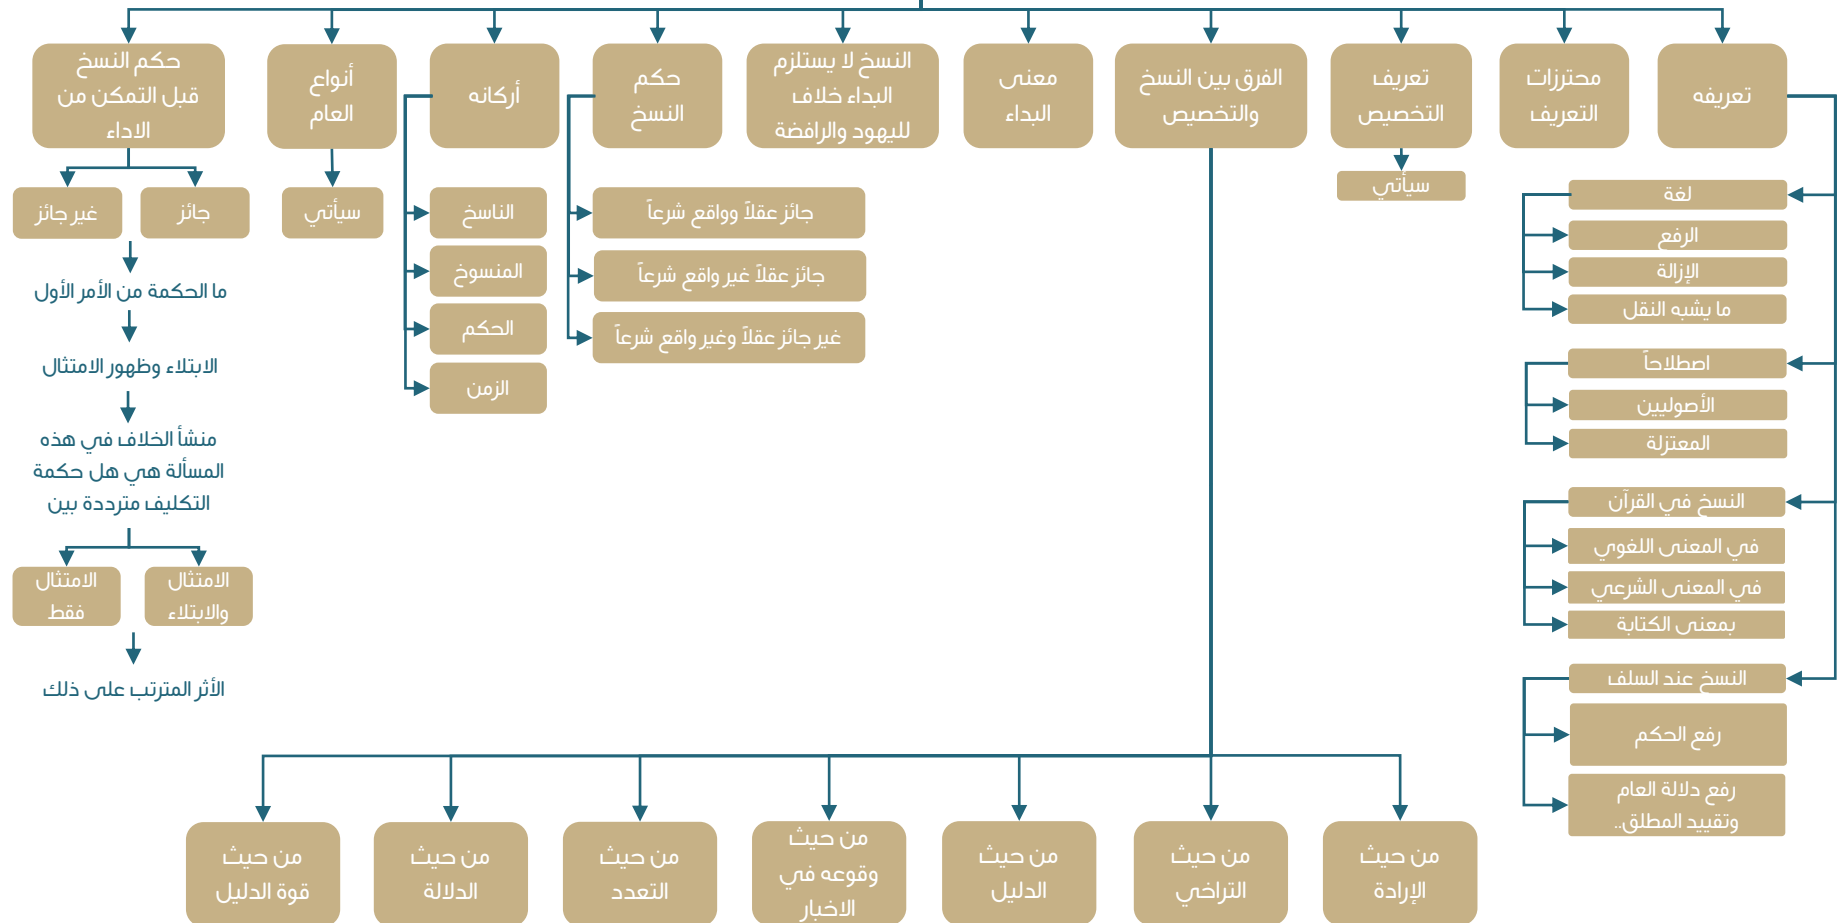 تعريفه
محترزات
التعريف
تعريف
التخصيص
الفرق بين النسخ
والتخصيص
معنى
البداء
النسخ لا يستلزم
البداء خلاف
لليهود والرافضة
حكم
النسخ
أركانه
أنواع
العام
حكم النسخ
قبل التمكن من
الاداء
لغة
الرفع
الإزالة
ما يشبه النقل
اصطلاحاً
الأصوليين
المعتزلة
النسخ في القرآن
في المعنى اللغوي
في المعنى الشرعي
بمعنى الكتابة
النسخ عند السلف
رفع الحكم
رفع دلالة العام
وتقييد المطلق..
سيأتي
جائز عقلاً وواقع شرعاً
جائز عقلاً غير واقع شرعاً
غير جائز عقلاً وغير واقع شرعاً
الناسخ
المنسوخ
الحكم
الزمن
سيأتي
جائز
غير جائز
ما الحكمة من الأمر الأول
الابتلاء وظهور الامتثال
منشأ الخلاف في هذه
المسألة هي هل حكمة
التكليف مترددة بين
الامتثال
والابتلاء
الامتثال
فقط
الأثر المترتب على ذلك
من حيث
الإرادة
من حيث
التراخي
من حيث
الدليل
من حيث
وقوعه في
الاخبار
من حيث
التعدد
من حيث
الدلالة
من حيث
قوة الدليل